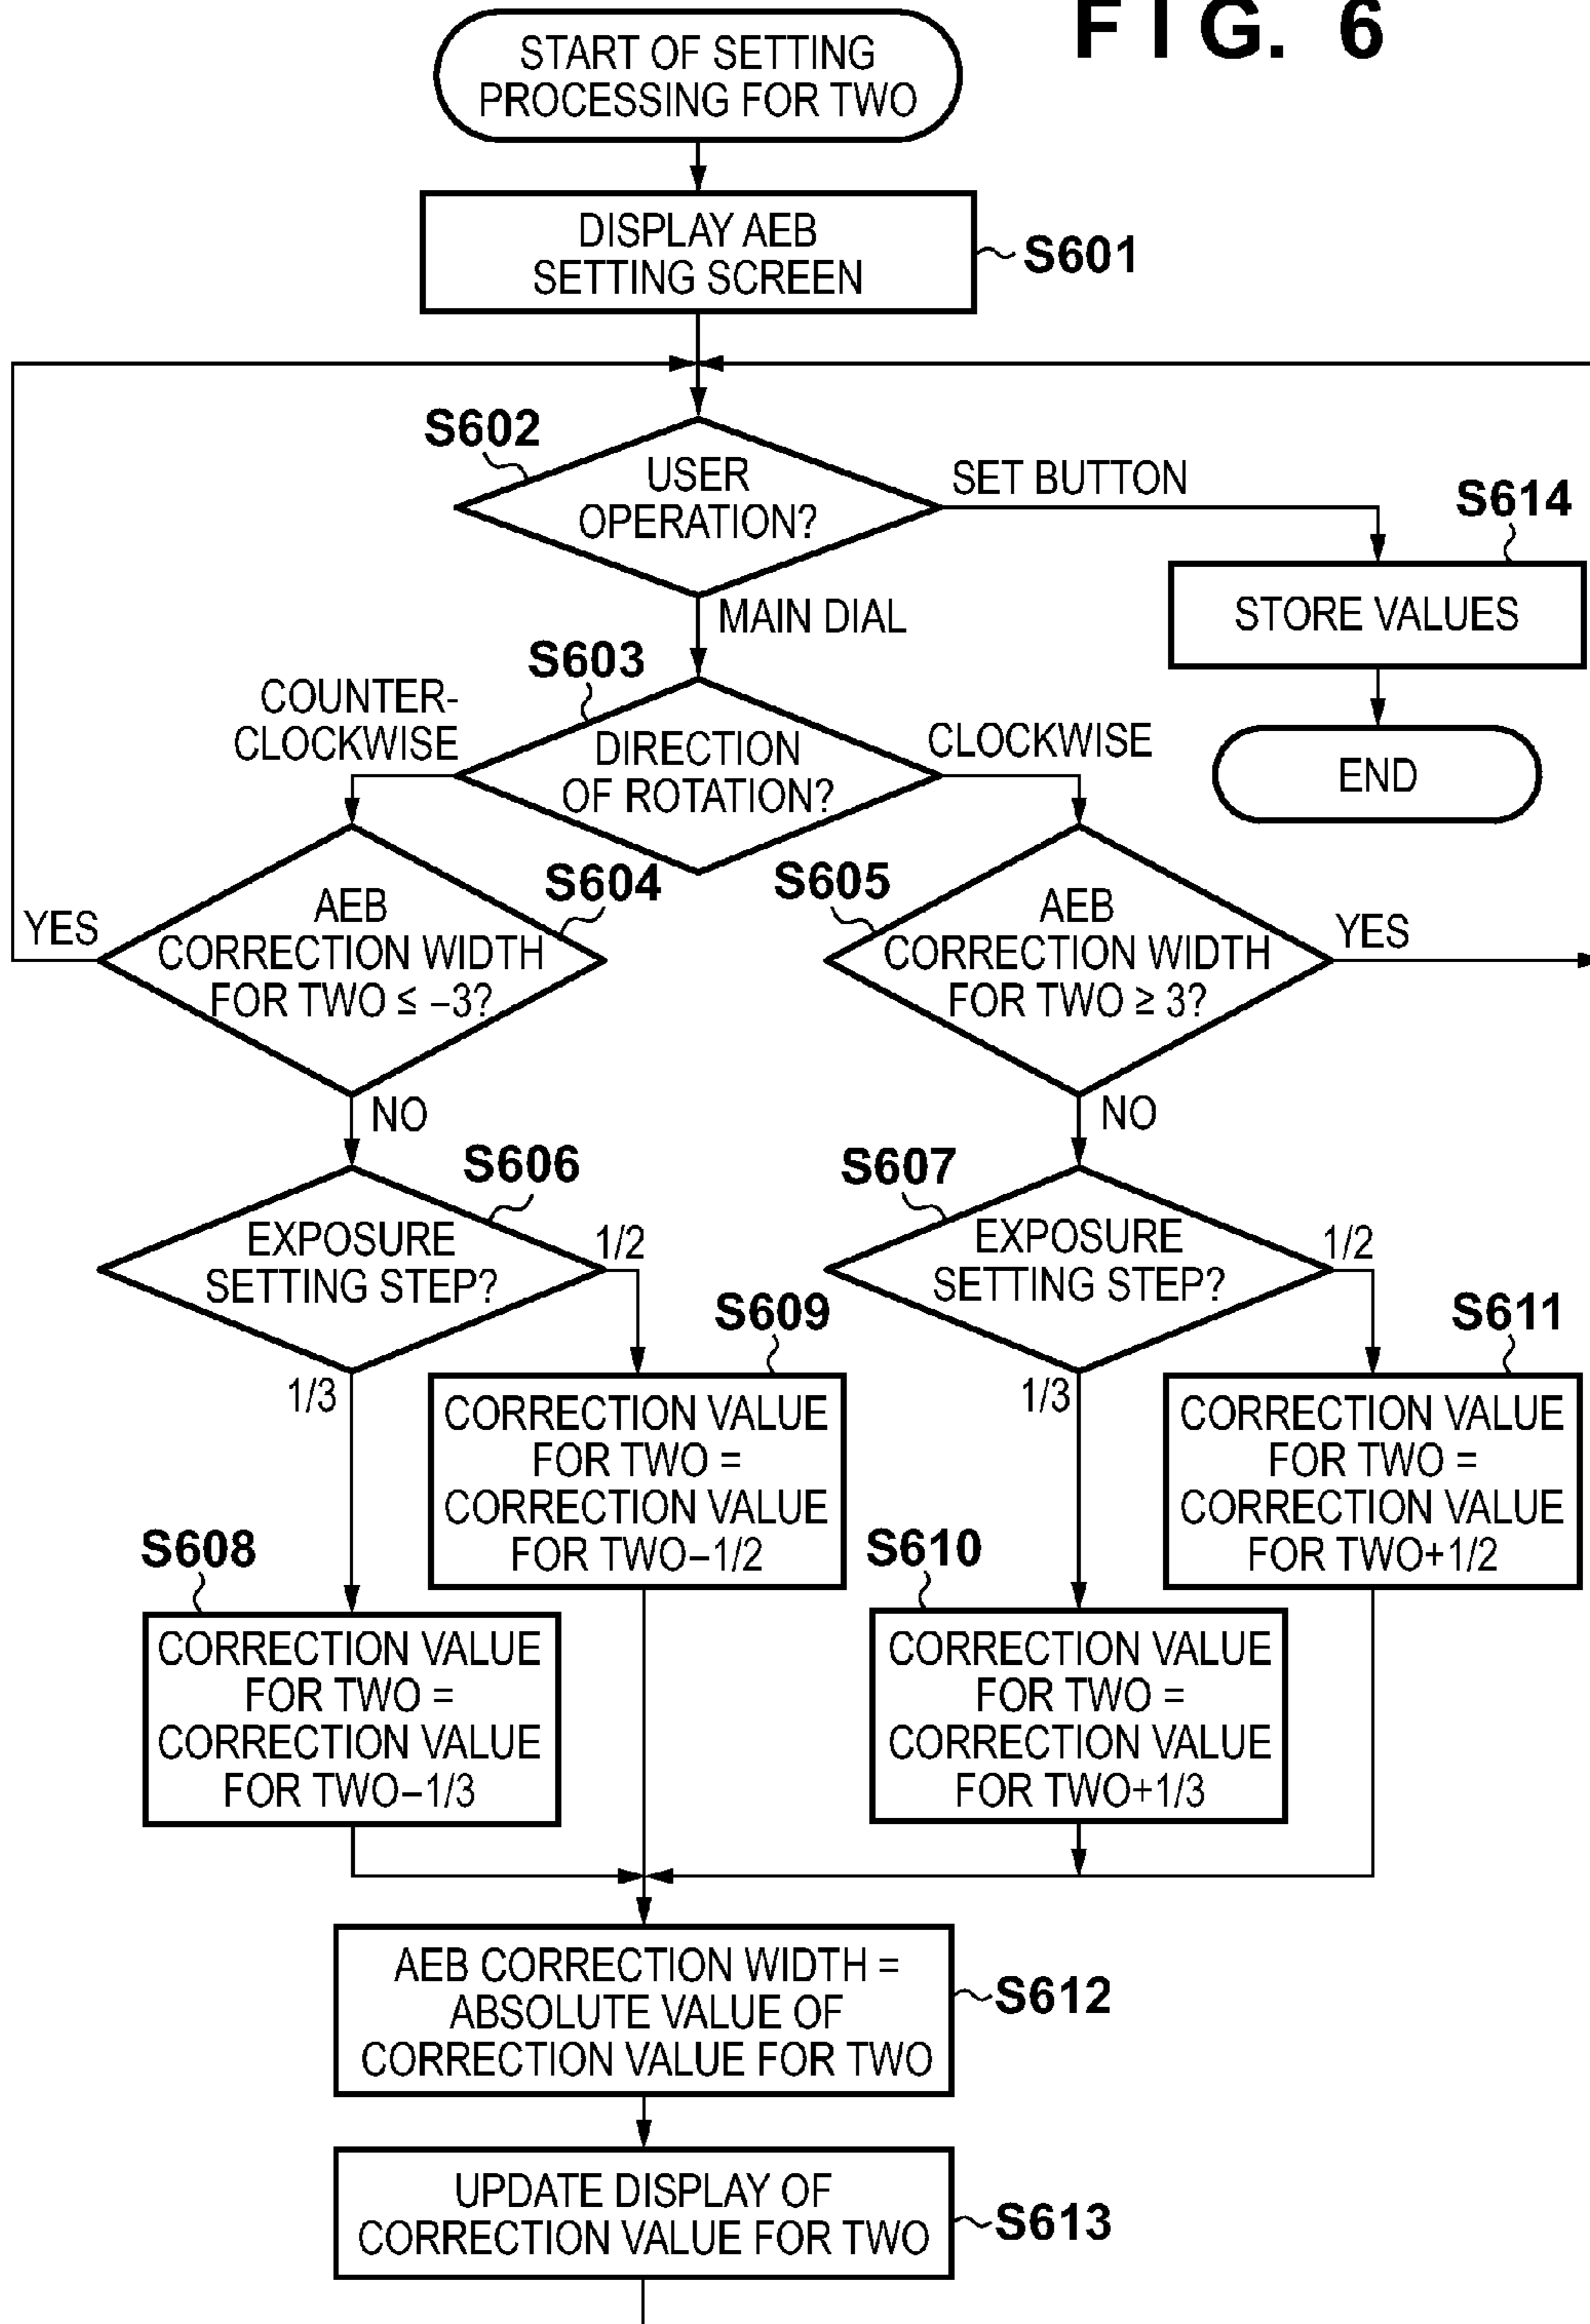 FIG. 6
START OF SETTING
PROCESSING FOR TWO
DISPLAY AEB
SETTING SCREEN
S601
S602
USER
OPERATION?
SET BUTTON
S614
STORE VALUES
END
MAIN DIAL
S603
COUNTER-
CLOCKWISE
DIRECTION
OF ROTATION?
CLOCKWISE
S604
AEB
CORRECTION WIDTH
FOR TWO ≤ −3?
YES
NO
S605
AEB
CORRECTION WIDTH
FOR TWO ≥ 3?
YES
NO
S606
EXPOSURE
SETTING STEP?
1/2
1/3
S607
EXPOSURE
SETTING STEP?
1/2
1/3
S609
CORRECTION VALUE
FOR TWO =
CORRECTION VALUE
FOR TWO−1/2
S611
CORRECTION VALUE
FOR TWO =
CORRECTION VALUE
FOR TWO+1/2
S608
CORRECTION VALUE
FOR TWO =
CORRECTION VALUE
FOR TWO−1/3
S610
CORRECTION VALUE
FOR TWO =
CORRECTION VALUE
FOR TWO+1/3
AEB CORRECTION WIDTH =
ABSOLUTE VALUE OF
CORRECTION VALUE FOR TWO
S612
UPDATE DISPLAY OF
CORRECTION VALUE FOR TWO
S613